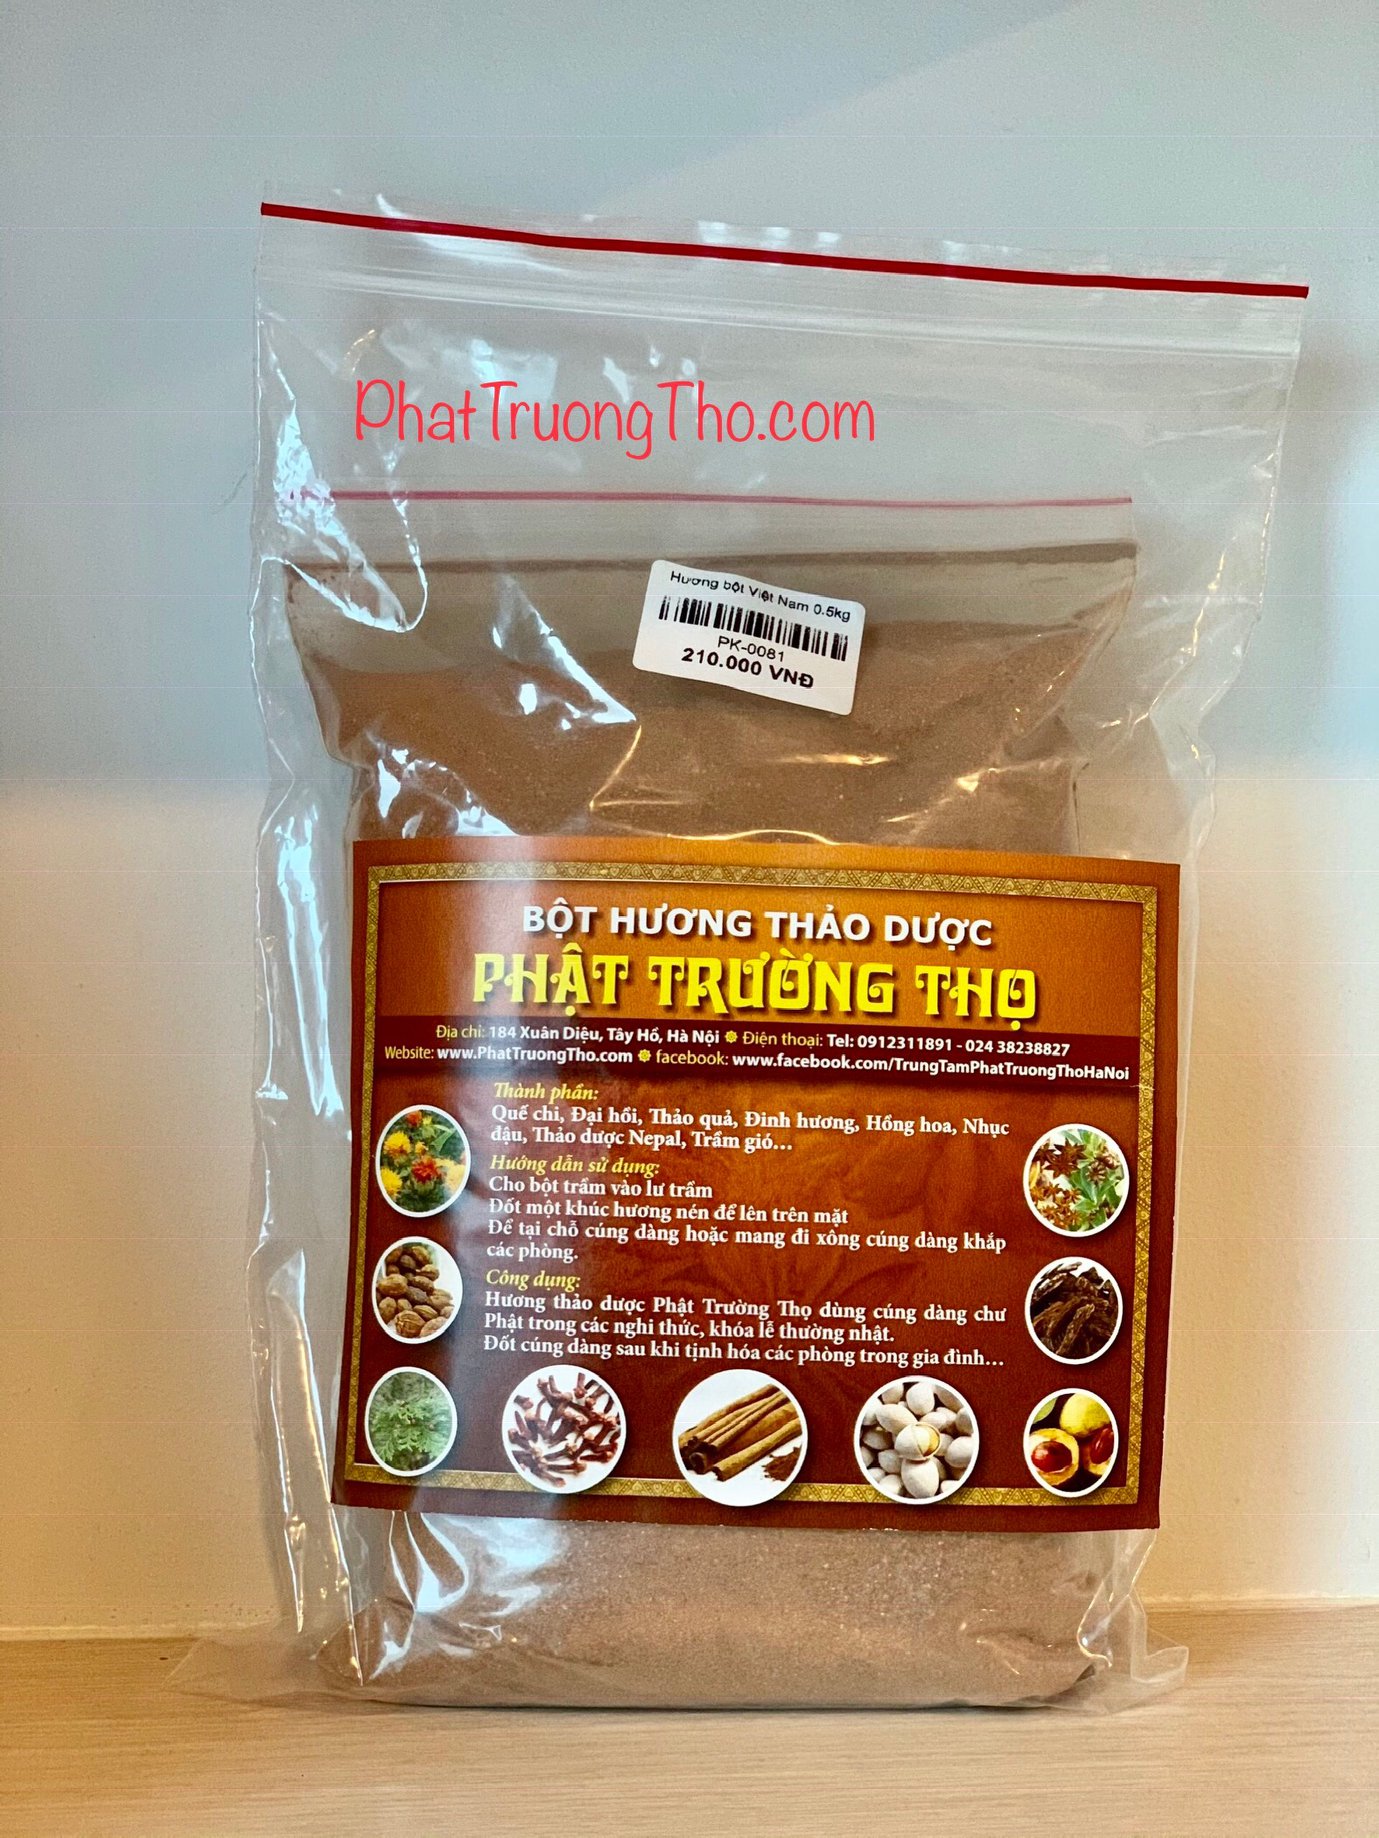 PhatTruongTho.com
Hương bột Việt Nam 0.5kg
PK-0081
210.000 VNĐ
BỘT HƯƠNG THẢO DƯỢC
PHẬT TRƯỜNG THỌ
Địa chỉ: 184 Xuân Diệu, Tây Hồ, Hà Nội ❁ Điện thoại: Tel: 0912311891 - 024 38238827
Website: www.PhatTruongTho.com ❁ facebook: www.facebook.com/TrungTamPhatTruongThoHaNoi
Thành phần:
Quế chi, Đại hồi, Thảo quả, Đinh hương, Hồng hoa, Nhục
đậu, Thảo dược Nepal, Trầm gió...
Hướng dẫn sử dụng:
Cho bột trầm vào lư trầm
Đốt một khúc hương nén để lên trên mặt
Để tại chỗ cúng dàng hoặc mang đi xông cúng dàng khắp
các phòng.
Công dụng:
Hương thảo dược Phật Trường Thọ dùng cúng dàng chư
Phật trong các nghi thức, khóa lễ thường nhật.
Đốt cúng dàng sau khi tịnh hóa các phòng trong gia đình...